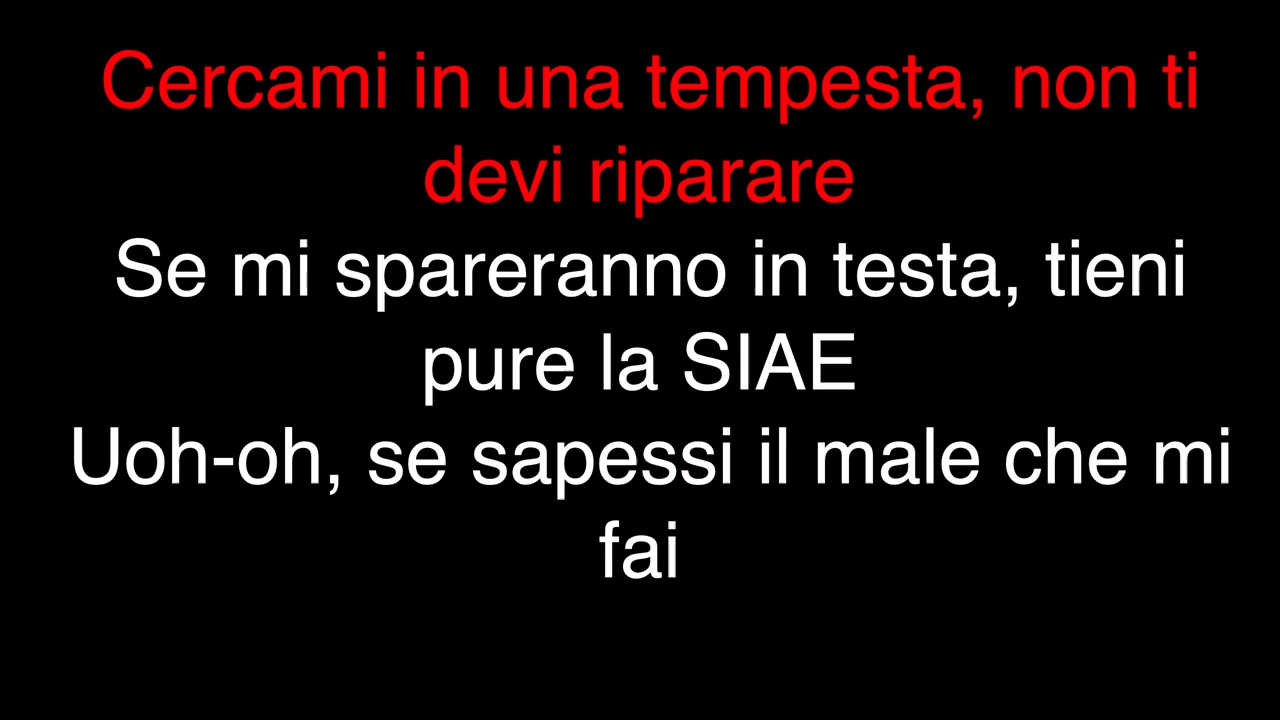 Cercami in una tempesta, non ti
devi riparare
Se mi spareranno in testa, tieni
pure la SIAE
Uoh-oh, se sapessi il male che mi
fai